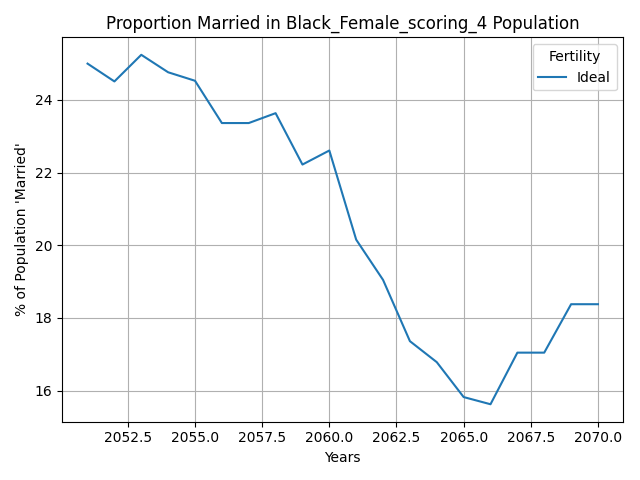 Proportion Married in Black_Female_scoring_4 Population
Fertility
Ideal
% of Population 'Married'
24
22
20
18
16
2052.5 2055.0 2057.5 2060.0 2062.5 2065.0 2067.5 2070.0
Years